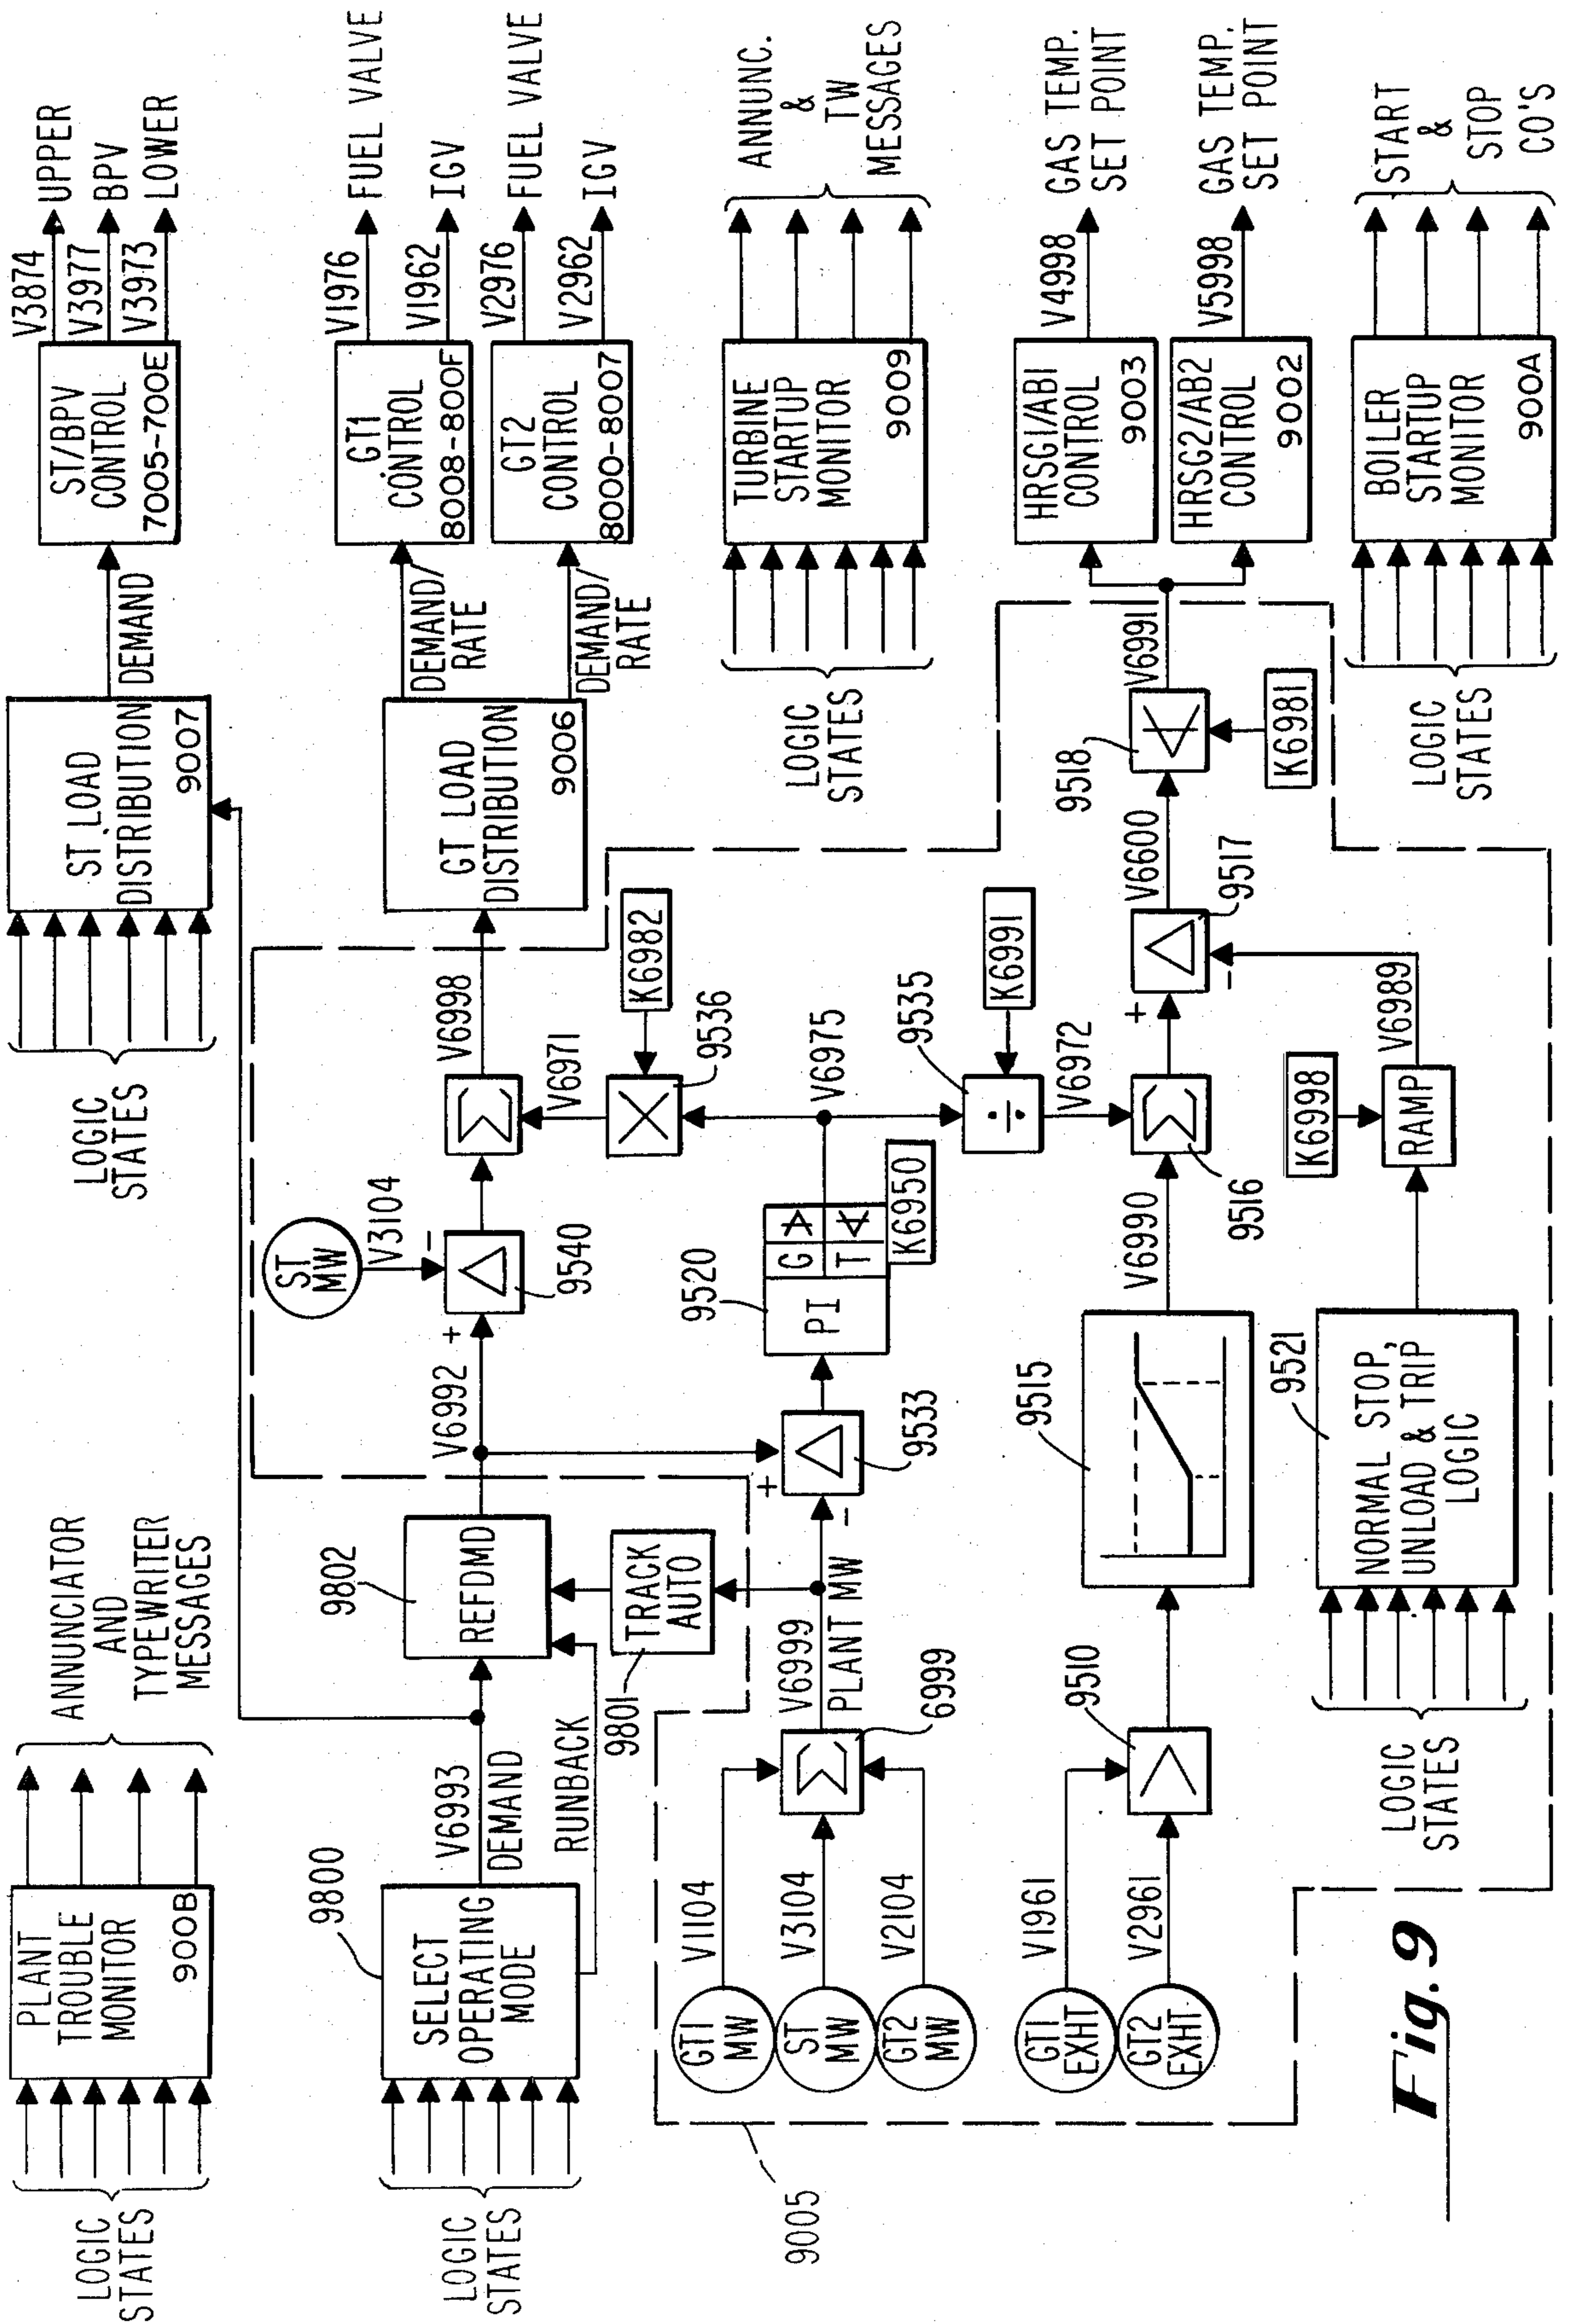 PLANT
TROUBLE
MONITOR
900B
LOGIC
STATES
ANNUNCIATOR
AND
TYPEWRITER
MESSAGES
LOGIC
STATES
ST LOAD
DISTRIBUTION
9007
DEMAND
ST/BPV
CONTROL
7005-700E
V3874
UPPER
V3977
BPV
V3973
LOWER
LOGIC
STATES
9800
SELECT
OPERATING
MODE
V6993
DEMAND
RUNBACK
9802
REFDMD
9801
TRACK
AUTO
V6992
+
ST
MW
V3104
-
9540
Σ
V6998
V6971
K6982
9536
GT LOAD
DISTRIBUTION
9006
DEMAND/
RATE
DEMAND/
RATE
GT1
CONTROL
8008-800F
V1976
FUEL VALVE
V1962
IGV
GT2
CONTROL
8000-8007
V2976
FUEL VALVE
V2962
IGV
GT1
MW
V1104
ST
MW
V3104
GT2
MW
V2104
Σ
6999
V6999
PLANT MW
+
-
9533
9520
PI
G
T
K6950
V6975
9535
K6991
÷
V6972
LOGIC
STATES
TURBINE
STARTUP
MONITOR
9009
ANNUNC.
&
TW
MESSAGES
GT1
EXHT
V1961
GT2
EXHT
V2961
9510
>
9515
V6990
Σ
9516
+
-
9517
V6600
9518
K6981
V6991
HRSG1/AB1
CONTROL
9003
V4998
GAS TEMP.
SET POINT
HRSG2/AB2
CONTROL
9002
V5998
GAS TEMP.
SET POINT
LOGIC
STATES
NORMAL STOP,
UNLOAD & TRIP
LOGIC
9521
K6998
RAMP
V6989
LOGIC
STATES
BOILER
STARTUP
MONITOR
900A
START
&
STOP
CO'S
9005
Fig. 9